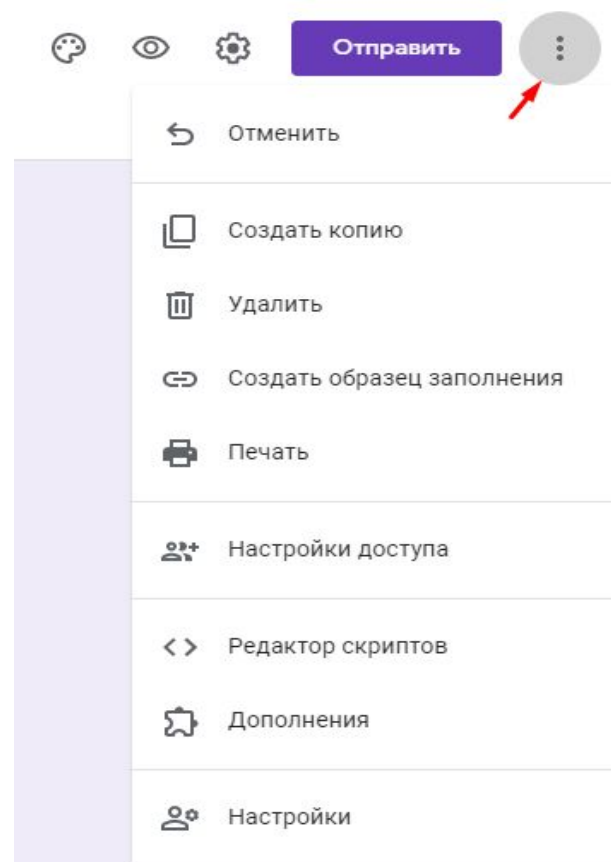 Отправить
Отменить
Создать копию
Удалить
Создать образец заполнения
Печать
Настройки доступа
Редактор скриптов
Дополнения
Настройки